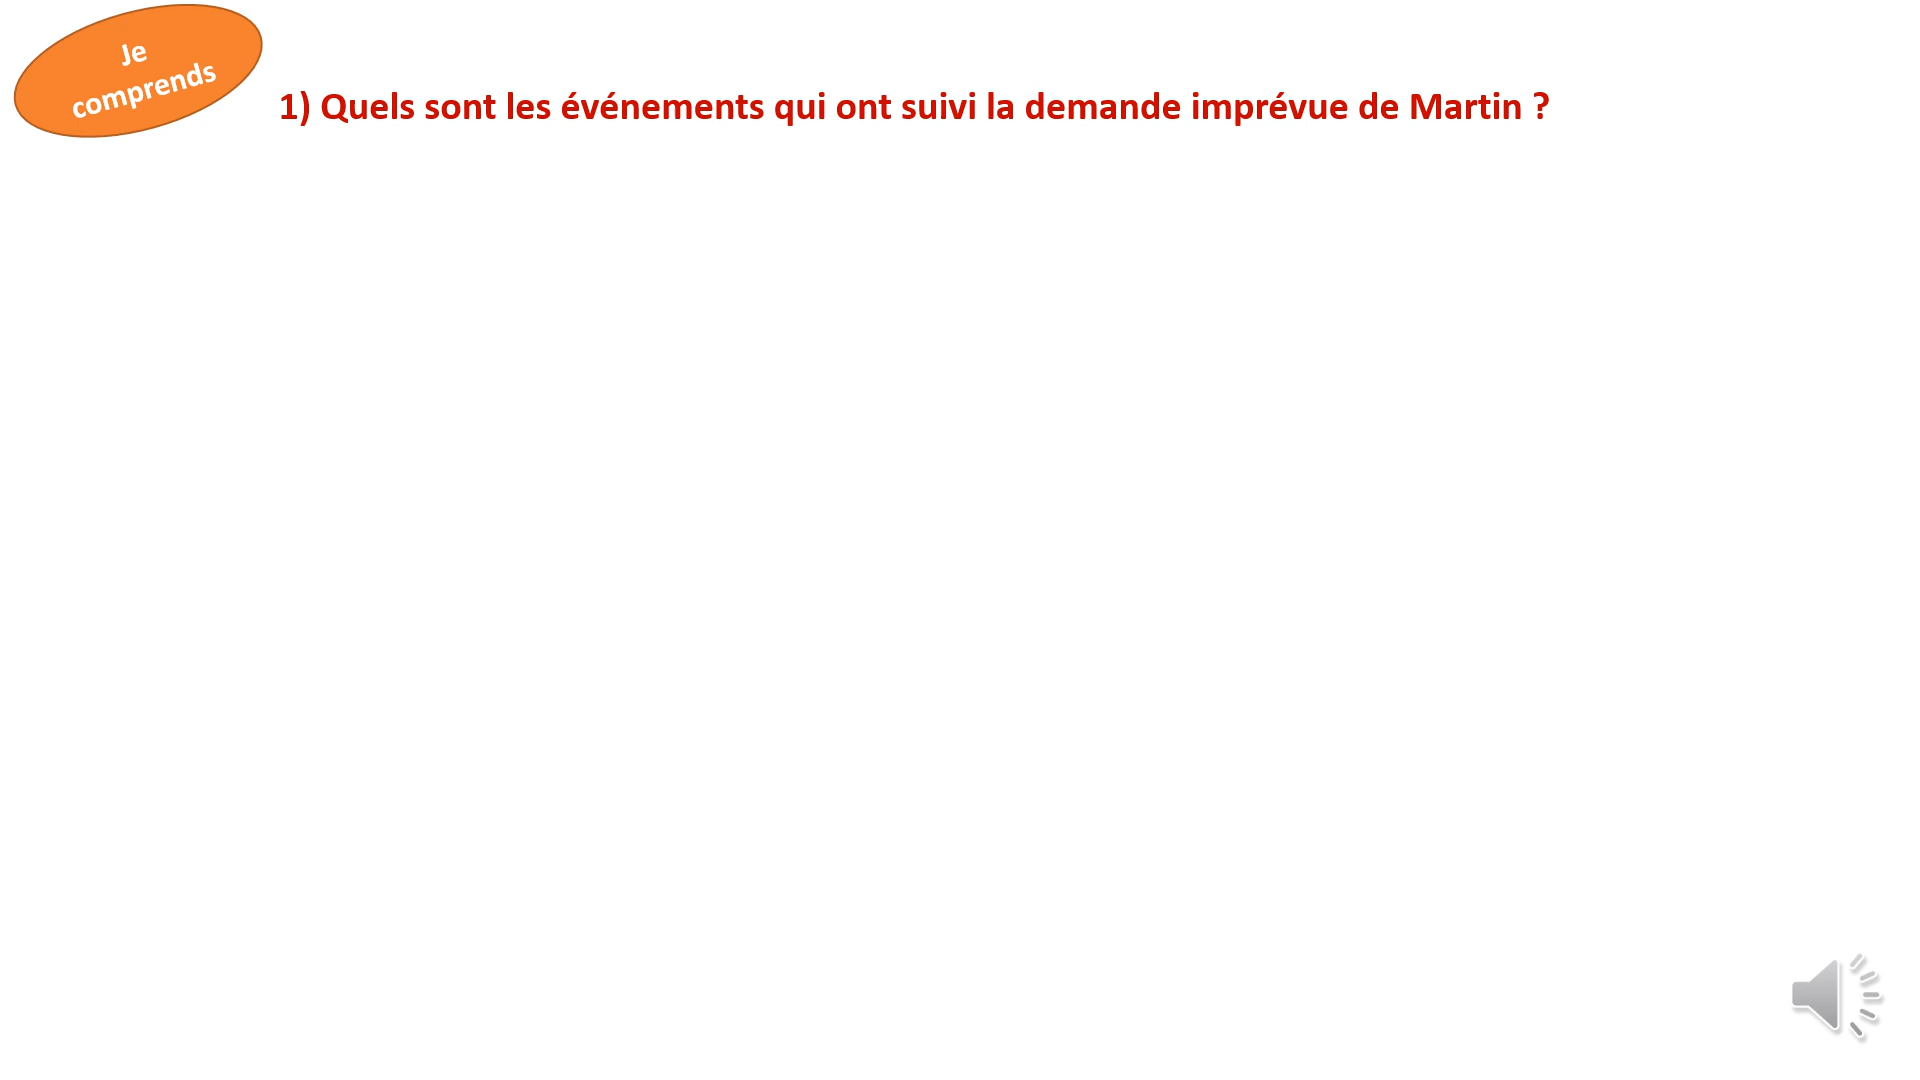 Je
comprends
1) Quels sont les événements qui ont suivi la demande imprévue de Martin ?